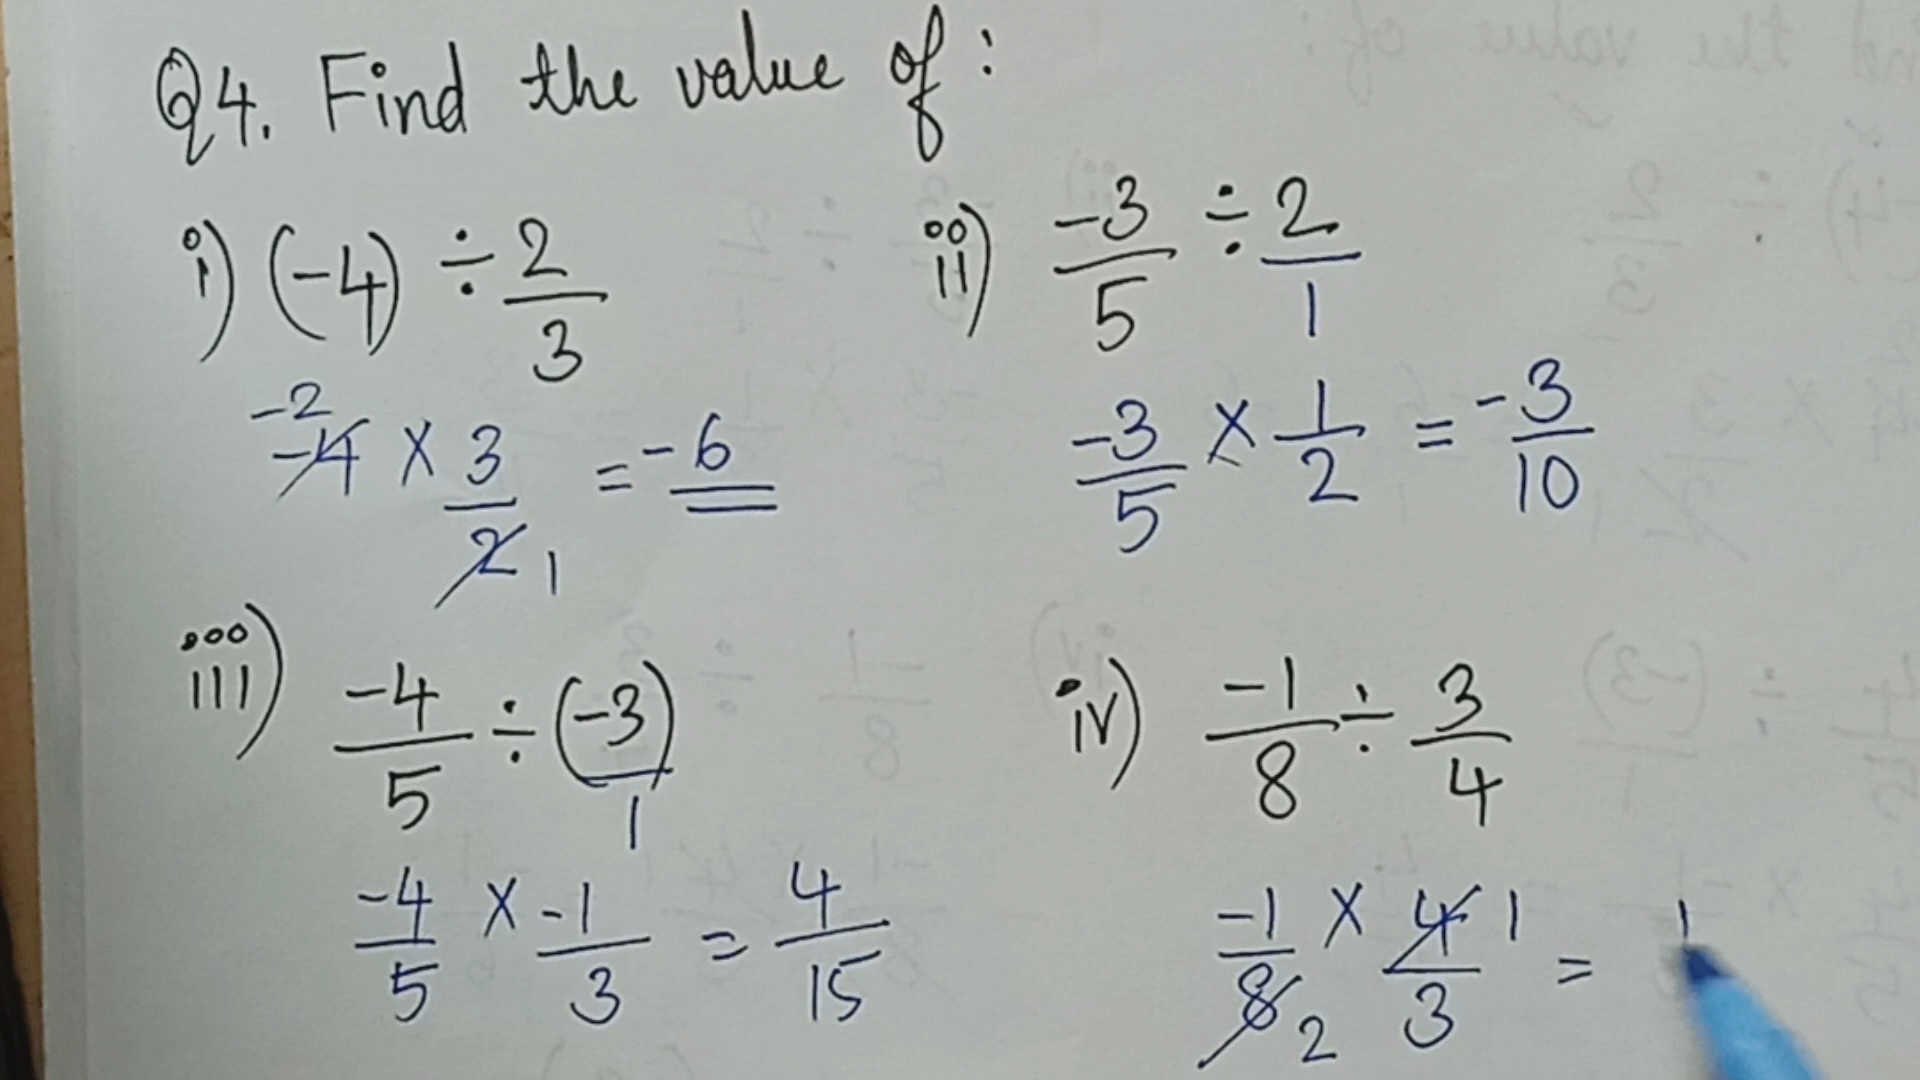 Q4. Find the value of :
i) (-4) ÷ 2/3
-4 × 3/2 = -6
-2
1
ii) -3/5 ÷ 2/1
-3/5 × 1/2 = -3/10
iii) -4/5 ÷ (-3)/1
-4/5 × -1/3 = 4/15
iv) -1/8 ÷ 3/4
-1/8 × 4/3 = 1
1
2